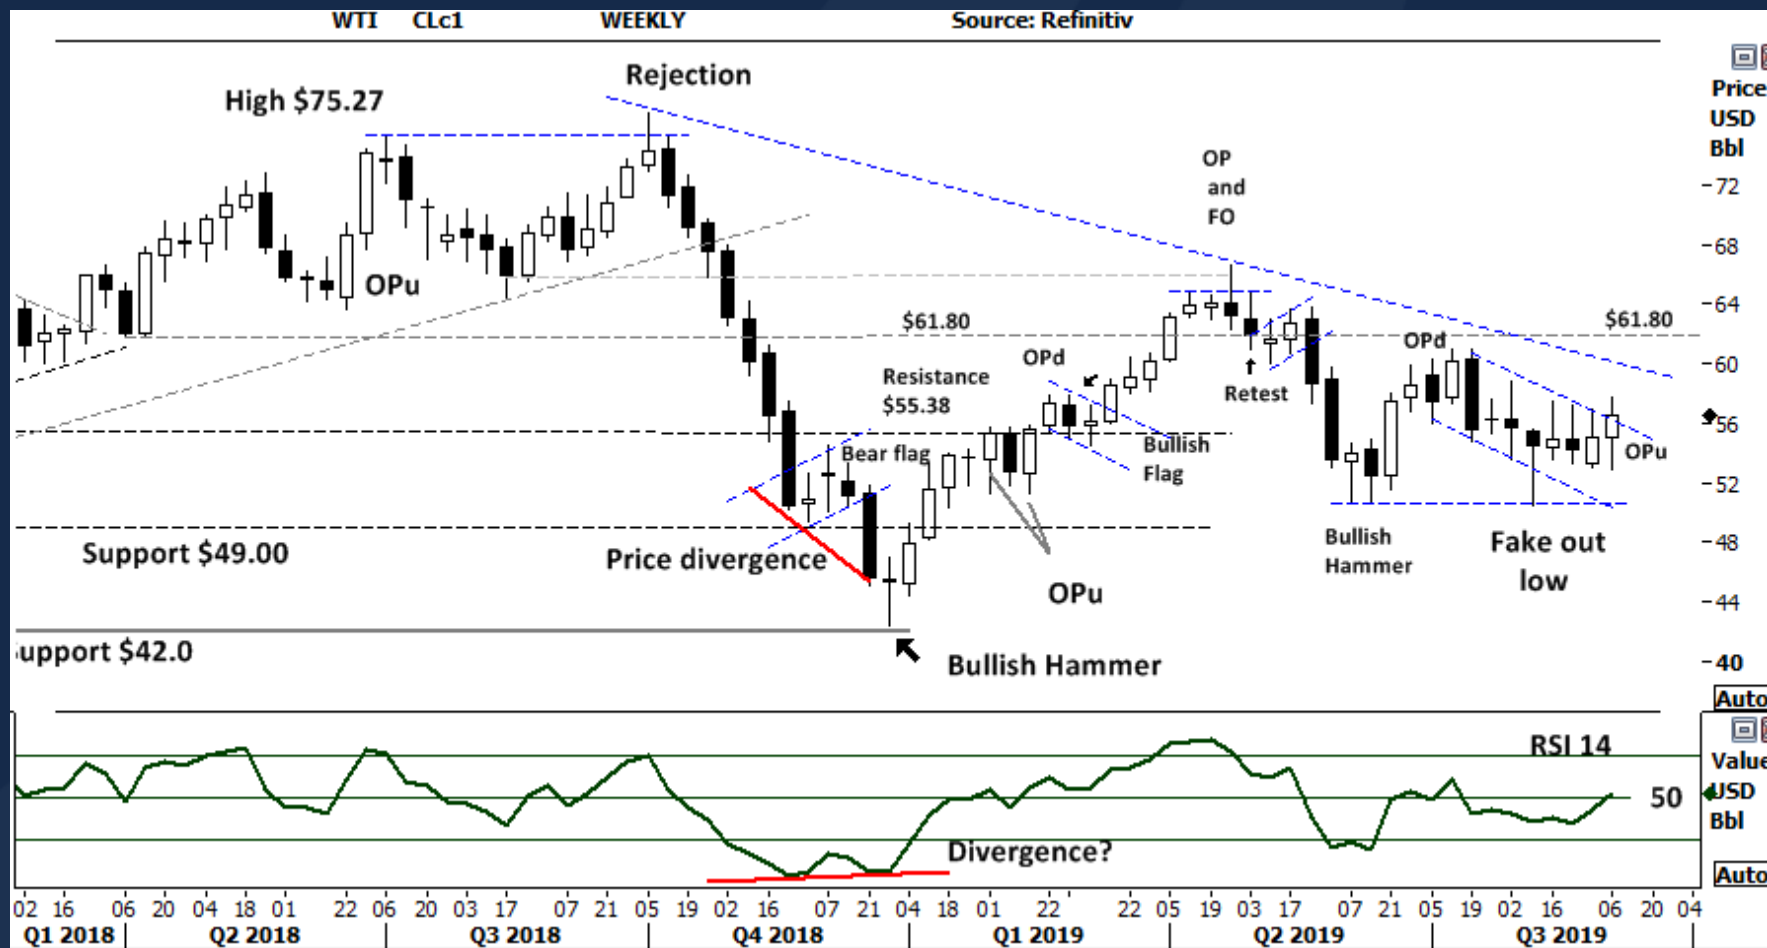 WTI CLc1 WEEKLY Source: Refinitiv
Rejection
High $75.27
Price
USD
Bbl
OP
and
FO
72
68
OPu
64
$61.80
$61.80
OPd
OPd
60
Resistance
$55.38
Retest
56
Bear flag
Bullish
Flag
OPu
52
Support $49.00
Price divergence
Bullish
Hammer
Fake out
low
48
OPu
44
upport $42.0
Bullish Hammer
40
Auto
RSI 14
Value
USD
Bbl
50
Divergence?
Auto
02 16 06 20 04 18 01 22 06 20 03 17 07 21 05 19 02 16 07 21 04 18 01 22 22 05 19 03 17 07 21 05 19 02 16 06 20 04
Q1 2018 Q2 2018 Q3 2018 Q4 2018 Q1 2019 Q2 2019 Q3 2019